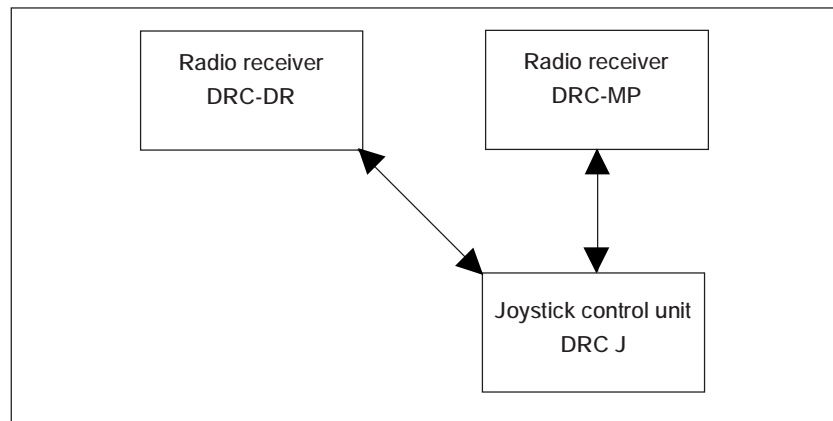 Radio receiver
DRC-DR
Radio receiver
DRC-MP
Joystick control unit
DRC J